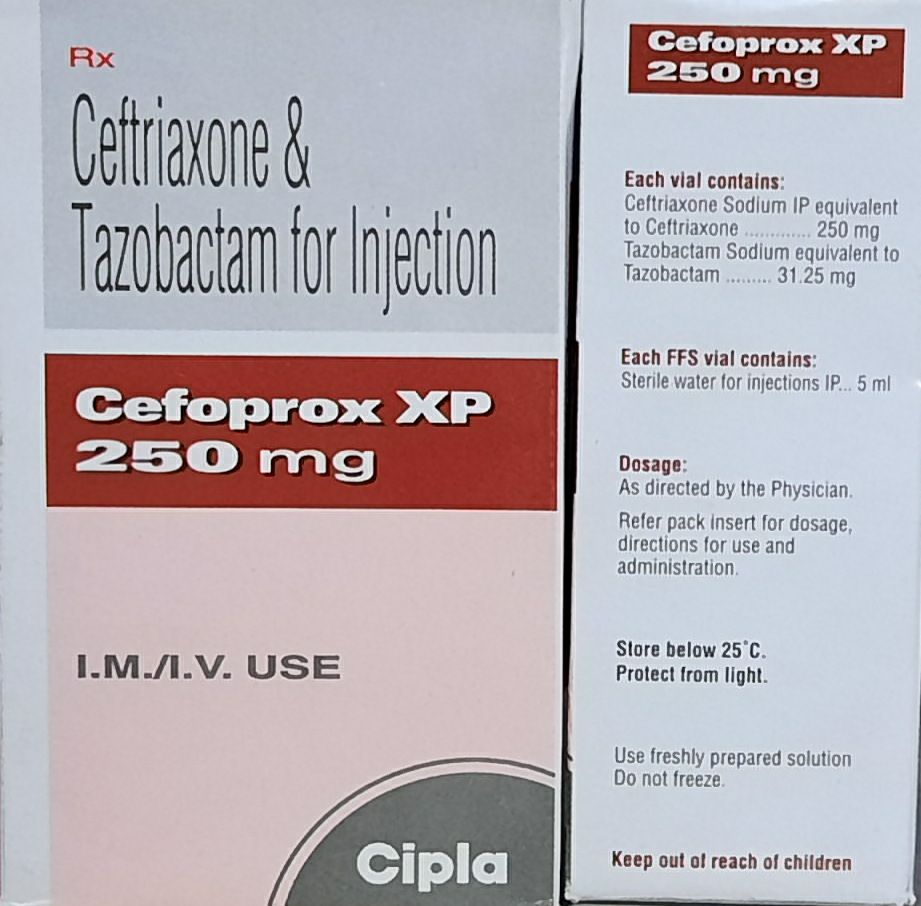 Rx
Ceftriaxone &
Tazobactam for Injection
Cefoprox XP
250 mg
I.M./I.V. USE
Cipla
Cefoprox XP
250 mg
Each vial contains:
Ceftriaxone Sodium IP equivalent
to Ceftriaxone ............. 250 mg
Tazobactam Sodium equivalent to
Tazobactam ......... 31.25 mg
Each FFS vial contains:
Sterile water for injections IP... 5 ml
Dosage:
As directed by the Physician.
Refer pack insert for dosage,
directions for use and
administration.
Store below 25°C.
Protect from light.
Use freshly prepared solution
Do not freeze.
Keep out of reach of children